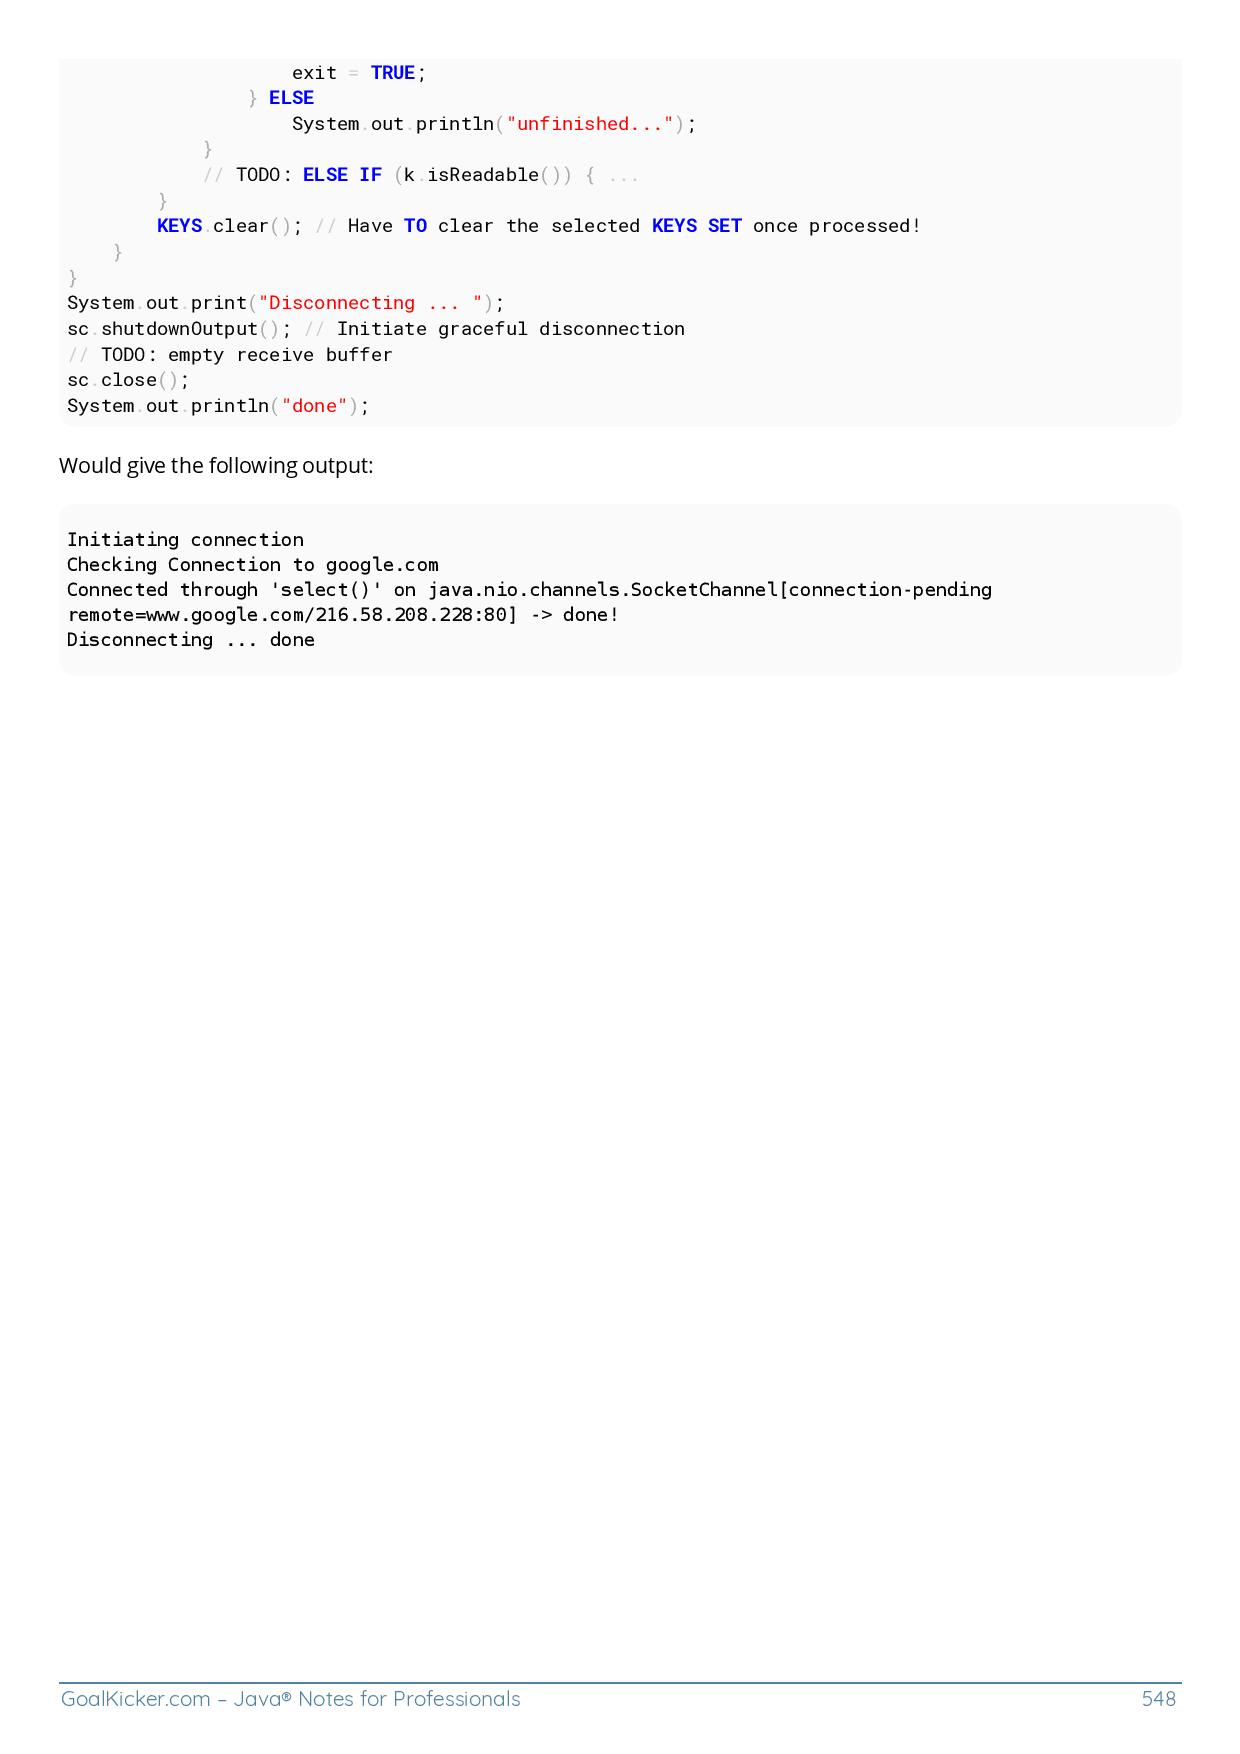 exit = TRUE;
                } ELSE
                    System.out.println("unfinished...");
            }
            // TODO: ELSE IF (k.isReadable()) { ...
        }
        KEYS.clear(); // Have TO clear the selected KEYS SET once processed!
    }
}
System.out.print("Disconnecting ... ");
sc.shutdownOutput(); // Initiate graceful disconnection
// TODO: empty receive buffer
sc.close();
System.out.println("done");
Would give the following output:
Initiating connection
Checking Connection to google.com
Connected through 'select()' on java.nio.channels.SocketChannel[connection-pending
remote=www.google.com/216.58.208.228:80] -> done!
Disconnecting ... done
GoalKicker.com – Java® Notes for Professionals 548